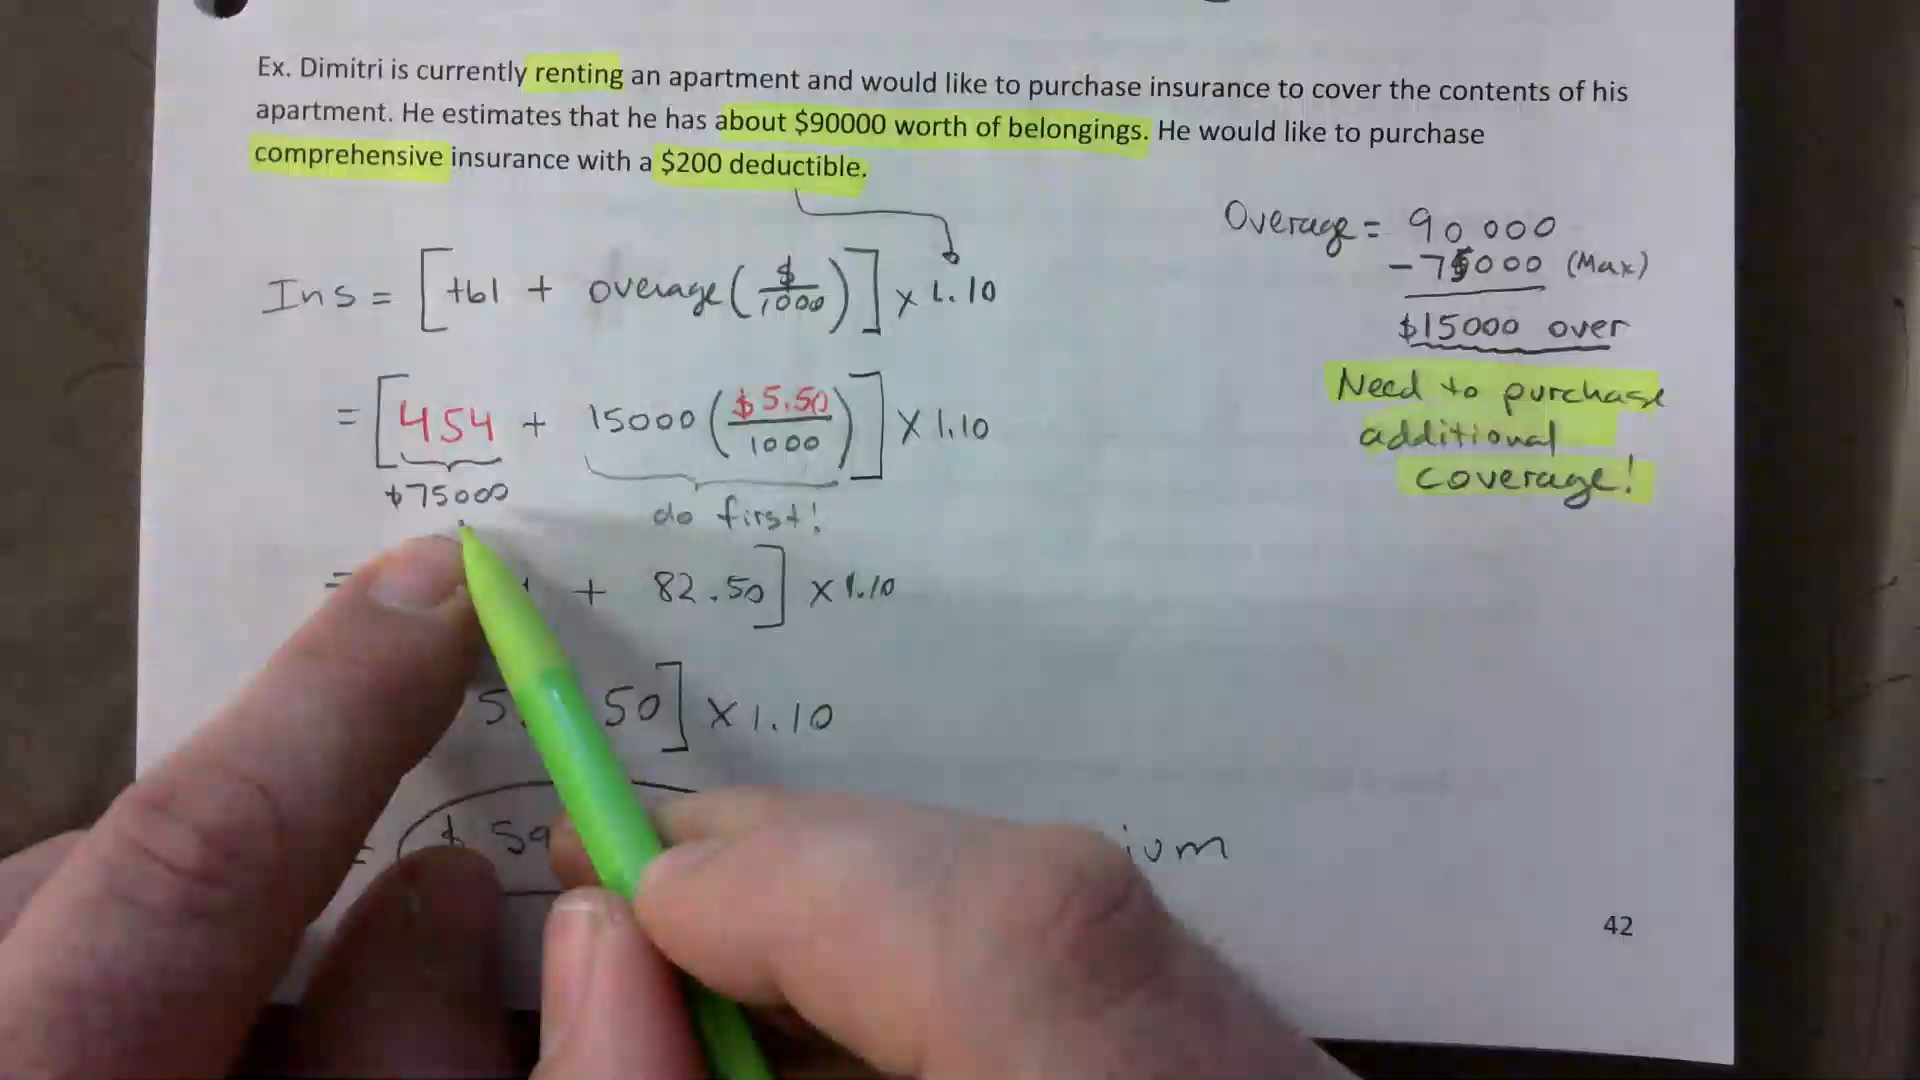 Ex. Dimitri is currently renting an apartment and would like to purchase insurance to cover the contents of his
apartment. He estimates that he has about $90000 worth of belongings. He would like to purchase
comprehensive insurance with a $200 deductible.
Overage = 90 000
- 75000 (Max)
$15000 over
Need to purchase
additional
coverage!
Ins = [tbl + overage($/1000)] x 1.10
= [454 + 15000($5.50/1000)] x 1.10
$75000
do first!
= + 82.50] x 1.10
50] x 1.10
= $ 59
42